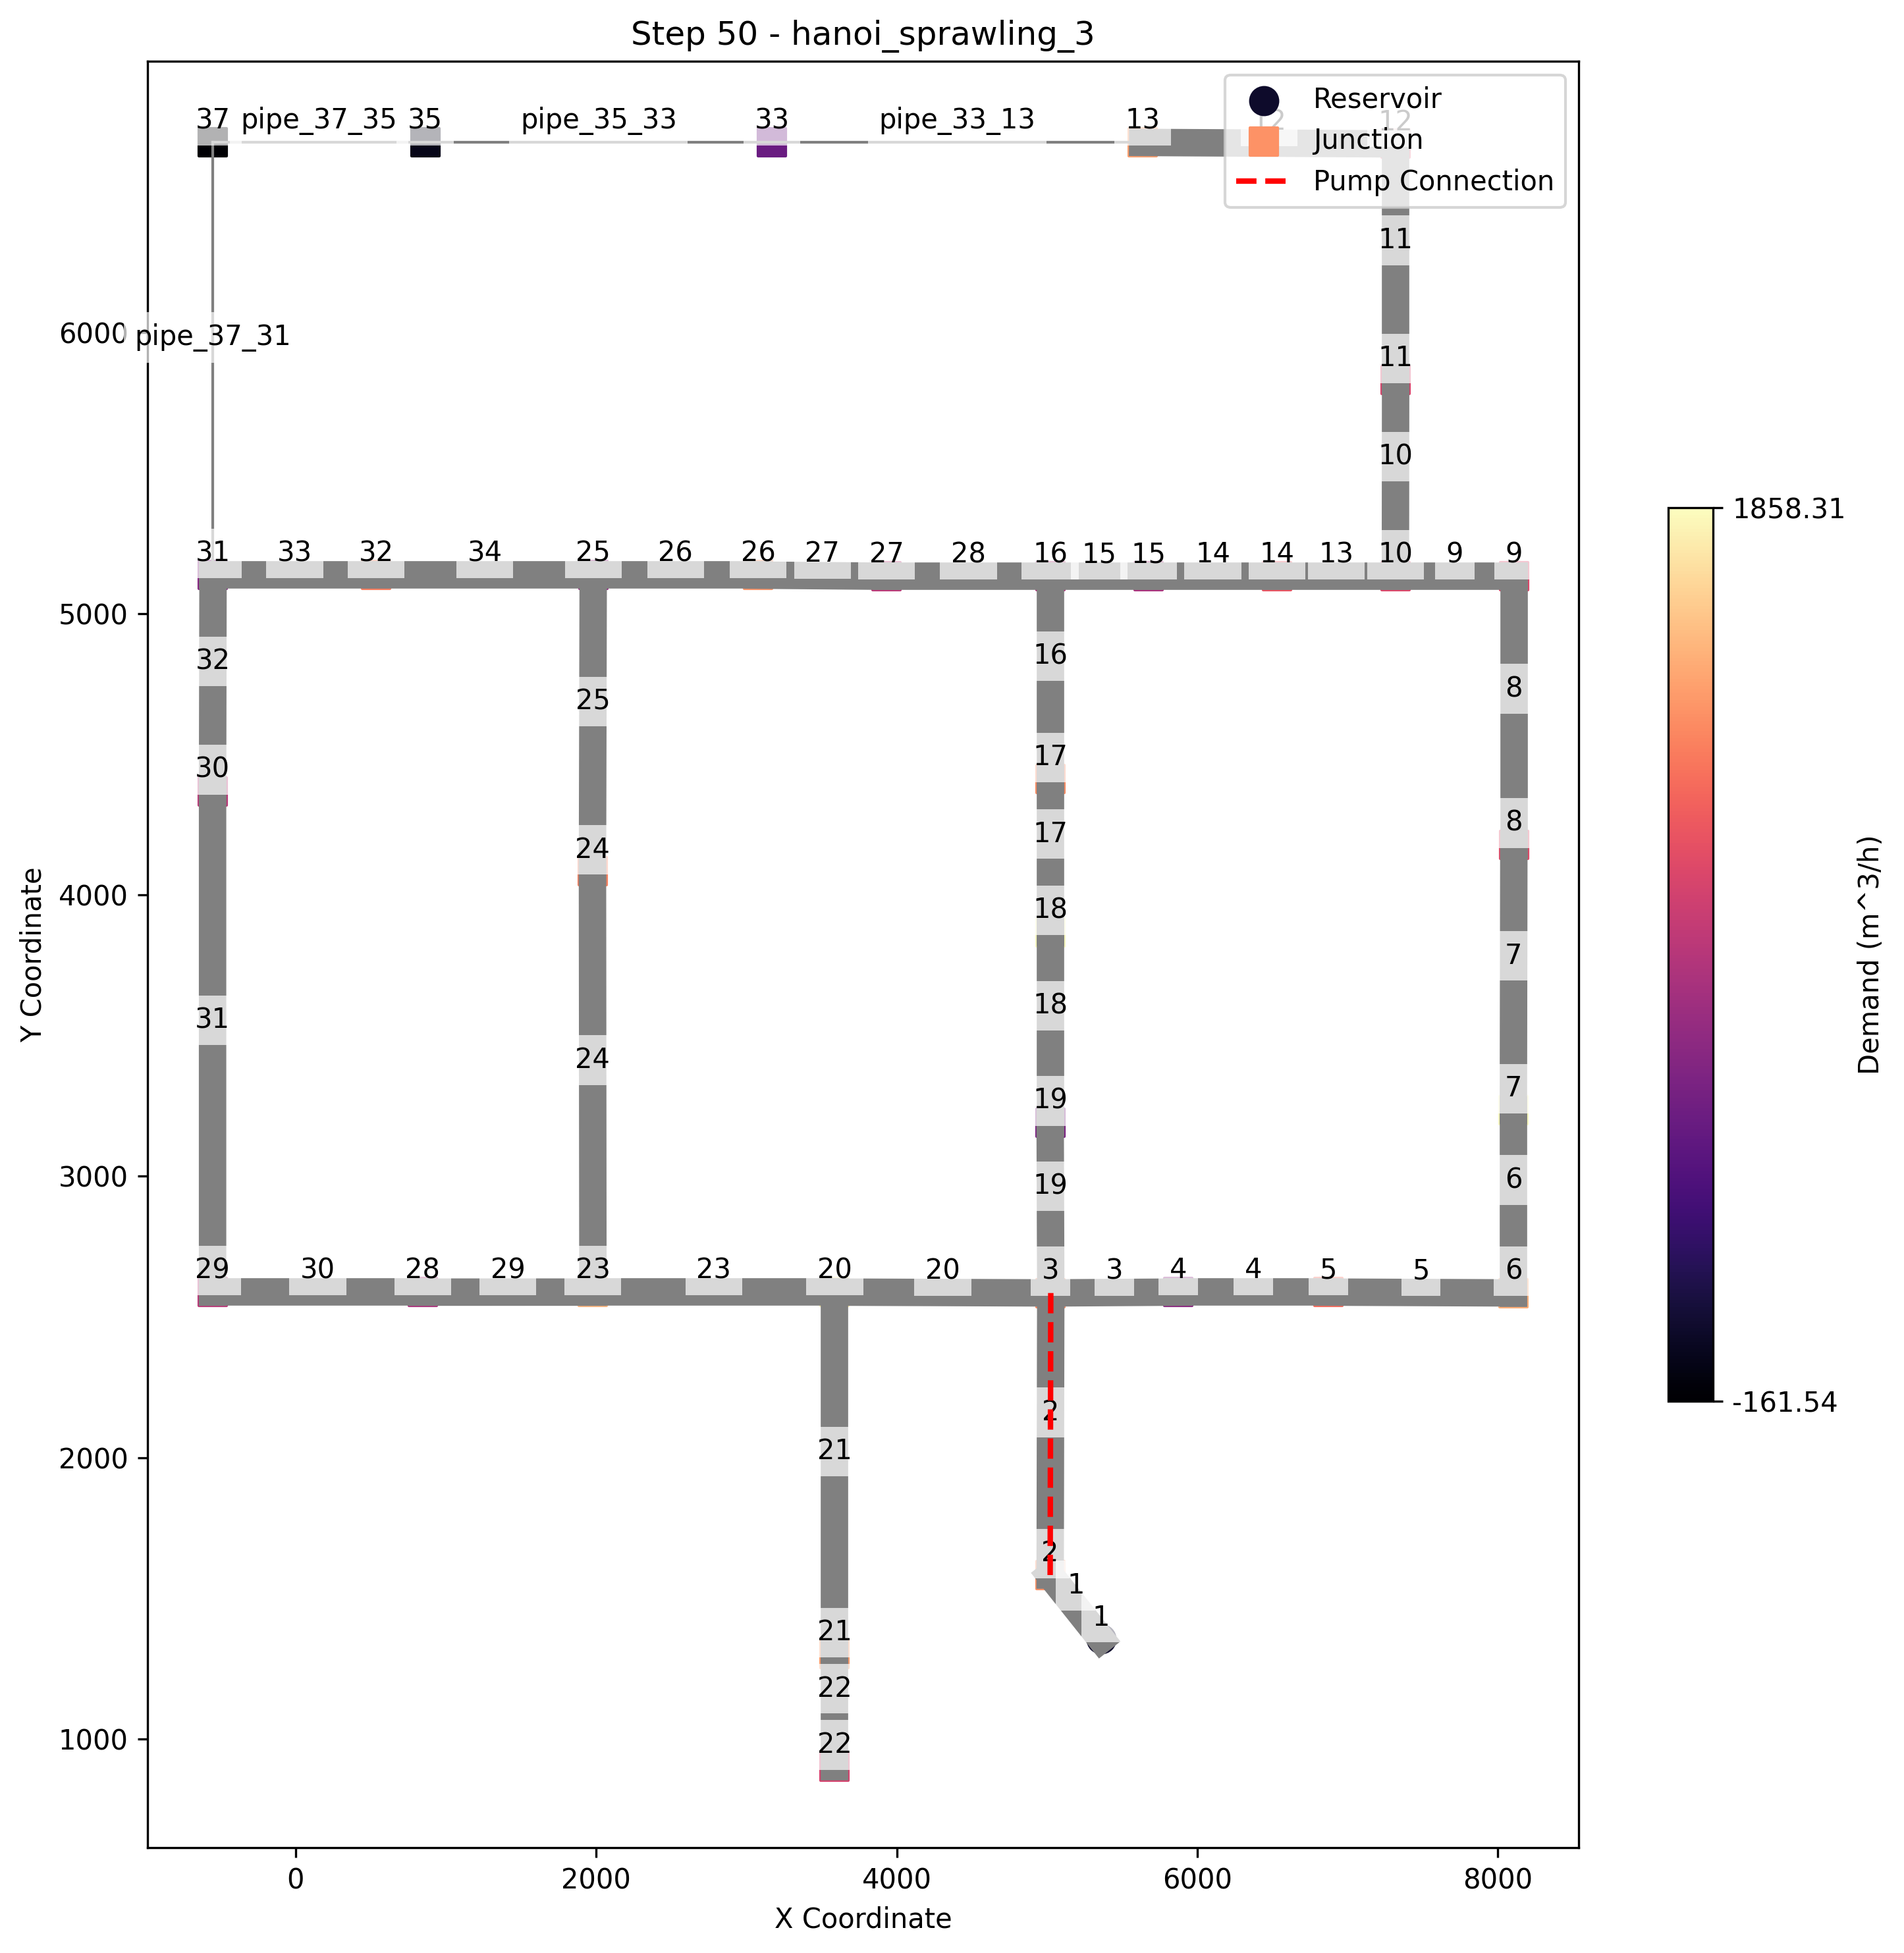 Step 50 - hanoi_sprawling_3
Reservoir
Junction
Pump Connection
37 pipe_37_35 35 pipe_35_33 33 pipe_33_13 13 12 12
11
6000 pipe_37_31
11
10
31 33 32 34 25 26 26 27 27 28 16 15 15 14 14 13 10 9 9
5000
32 25 16 8
30 17
24 17 8
4000
18
7
31 24 18
19 7
3000
19 6
29 30 28 29 23 23 20 20 3 3 4 4 5 5 6
2
2000
21
2
1
21 1
22
1000
22
0 2000 4000 6000 8000
X Coordinate
Y Coordinate
1858.31
-161.54
Demand (m^3/h)